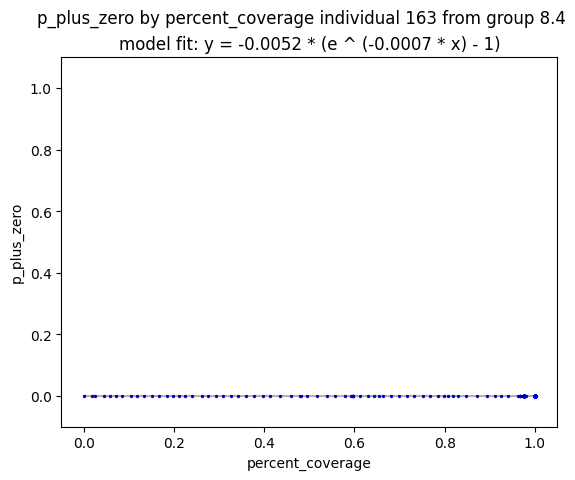 p_plus_zero by percent_coverage individual 163 from group 8.4
model fit: y = -0.0052 * (e ^ (-0.0007 * x) - 1)
1.0
0.8
0.6
0.4
0.2
0.0
p_plus_zero
0.0 0.2 0.4 0.6 0.8 1.0
percent_coverage